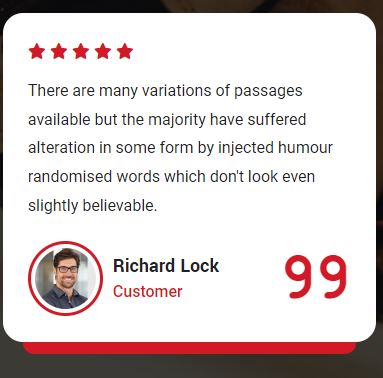 There are many variations of passages
available but the majority have suffered
alteration in some form by injected humour
randomised words which don't look even
slightly believable.
Richard Lock
Customer